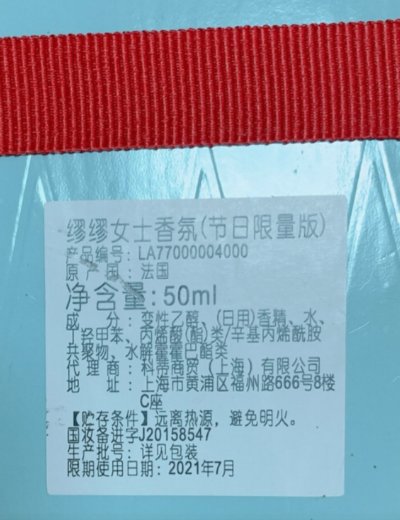 缪缪女士香氛(节日限量版)
产品编号: LA77000004000
原产国: 法国
净含量:50ml
成分: 变性乙醇、(日用)香精、水、
丁羟甲苯、丙烯酸(酯)类/辛基丙烯酰胺
共聚物、水解霍霍巴酯类
代理商: 科蒂商贸(上海)有限公司
地址: 上海市黄浦区福州路666号8楼
C座
【贮存条件】远离热源，避免明火。
国妆备进字J20158547
生产批号: 详见包装
限期使用日期: 2021年7月